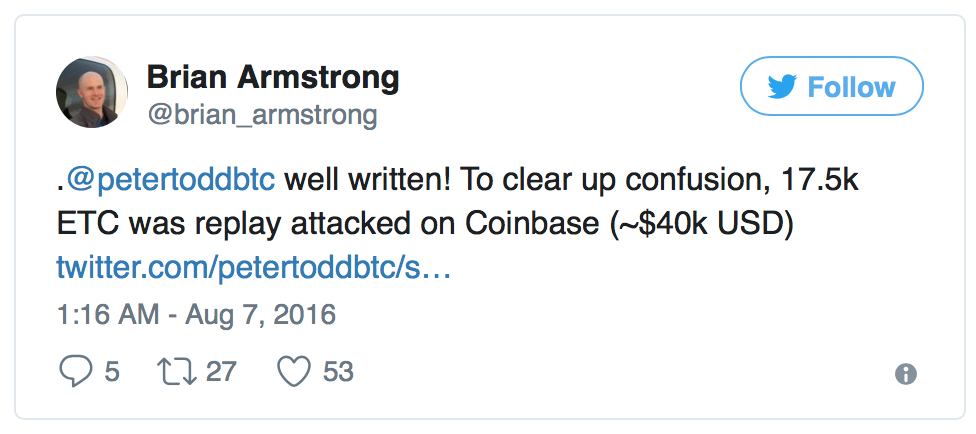 Brian Armstrong
@brian_armstrong
Follow
.@petertoddbtc well written! To clear up confusion, 17.5k
ETC was replay attacked on Coinbase (~$40k USD)
twitter.com/petertoddbtc/s…
1:16 AM - Aug 7, 2016
5 27 53